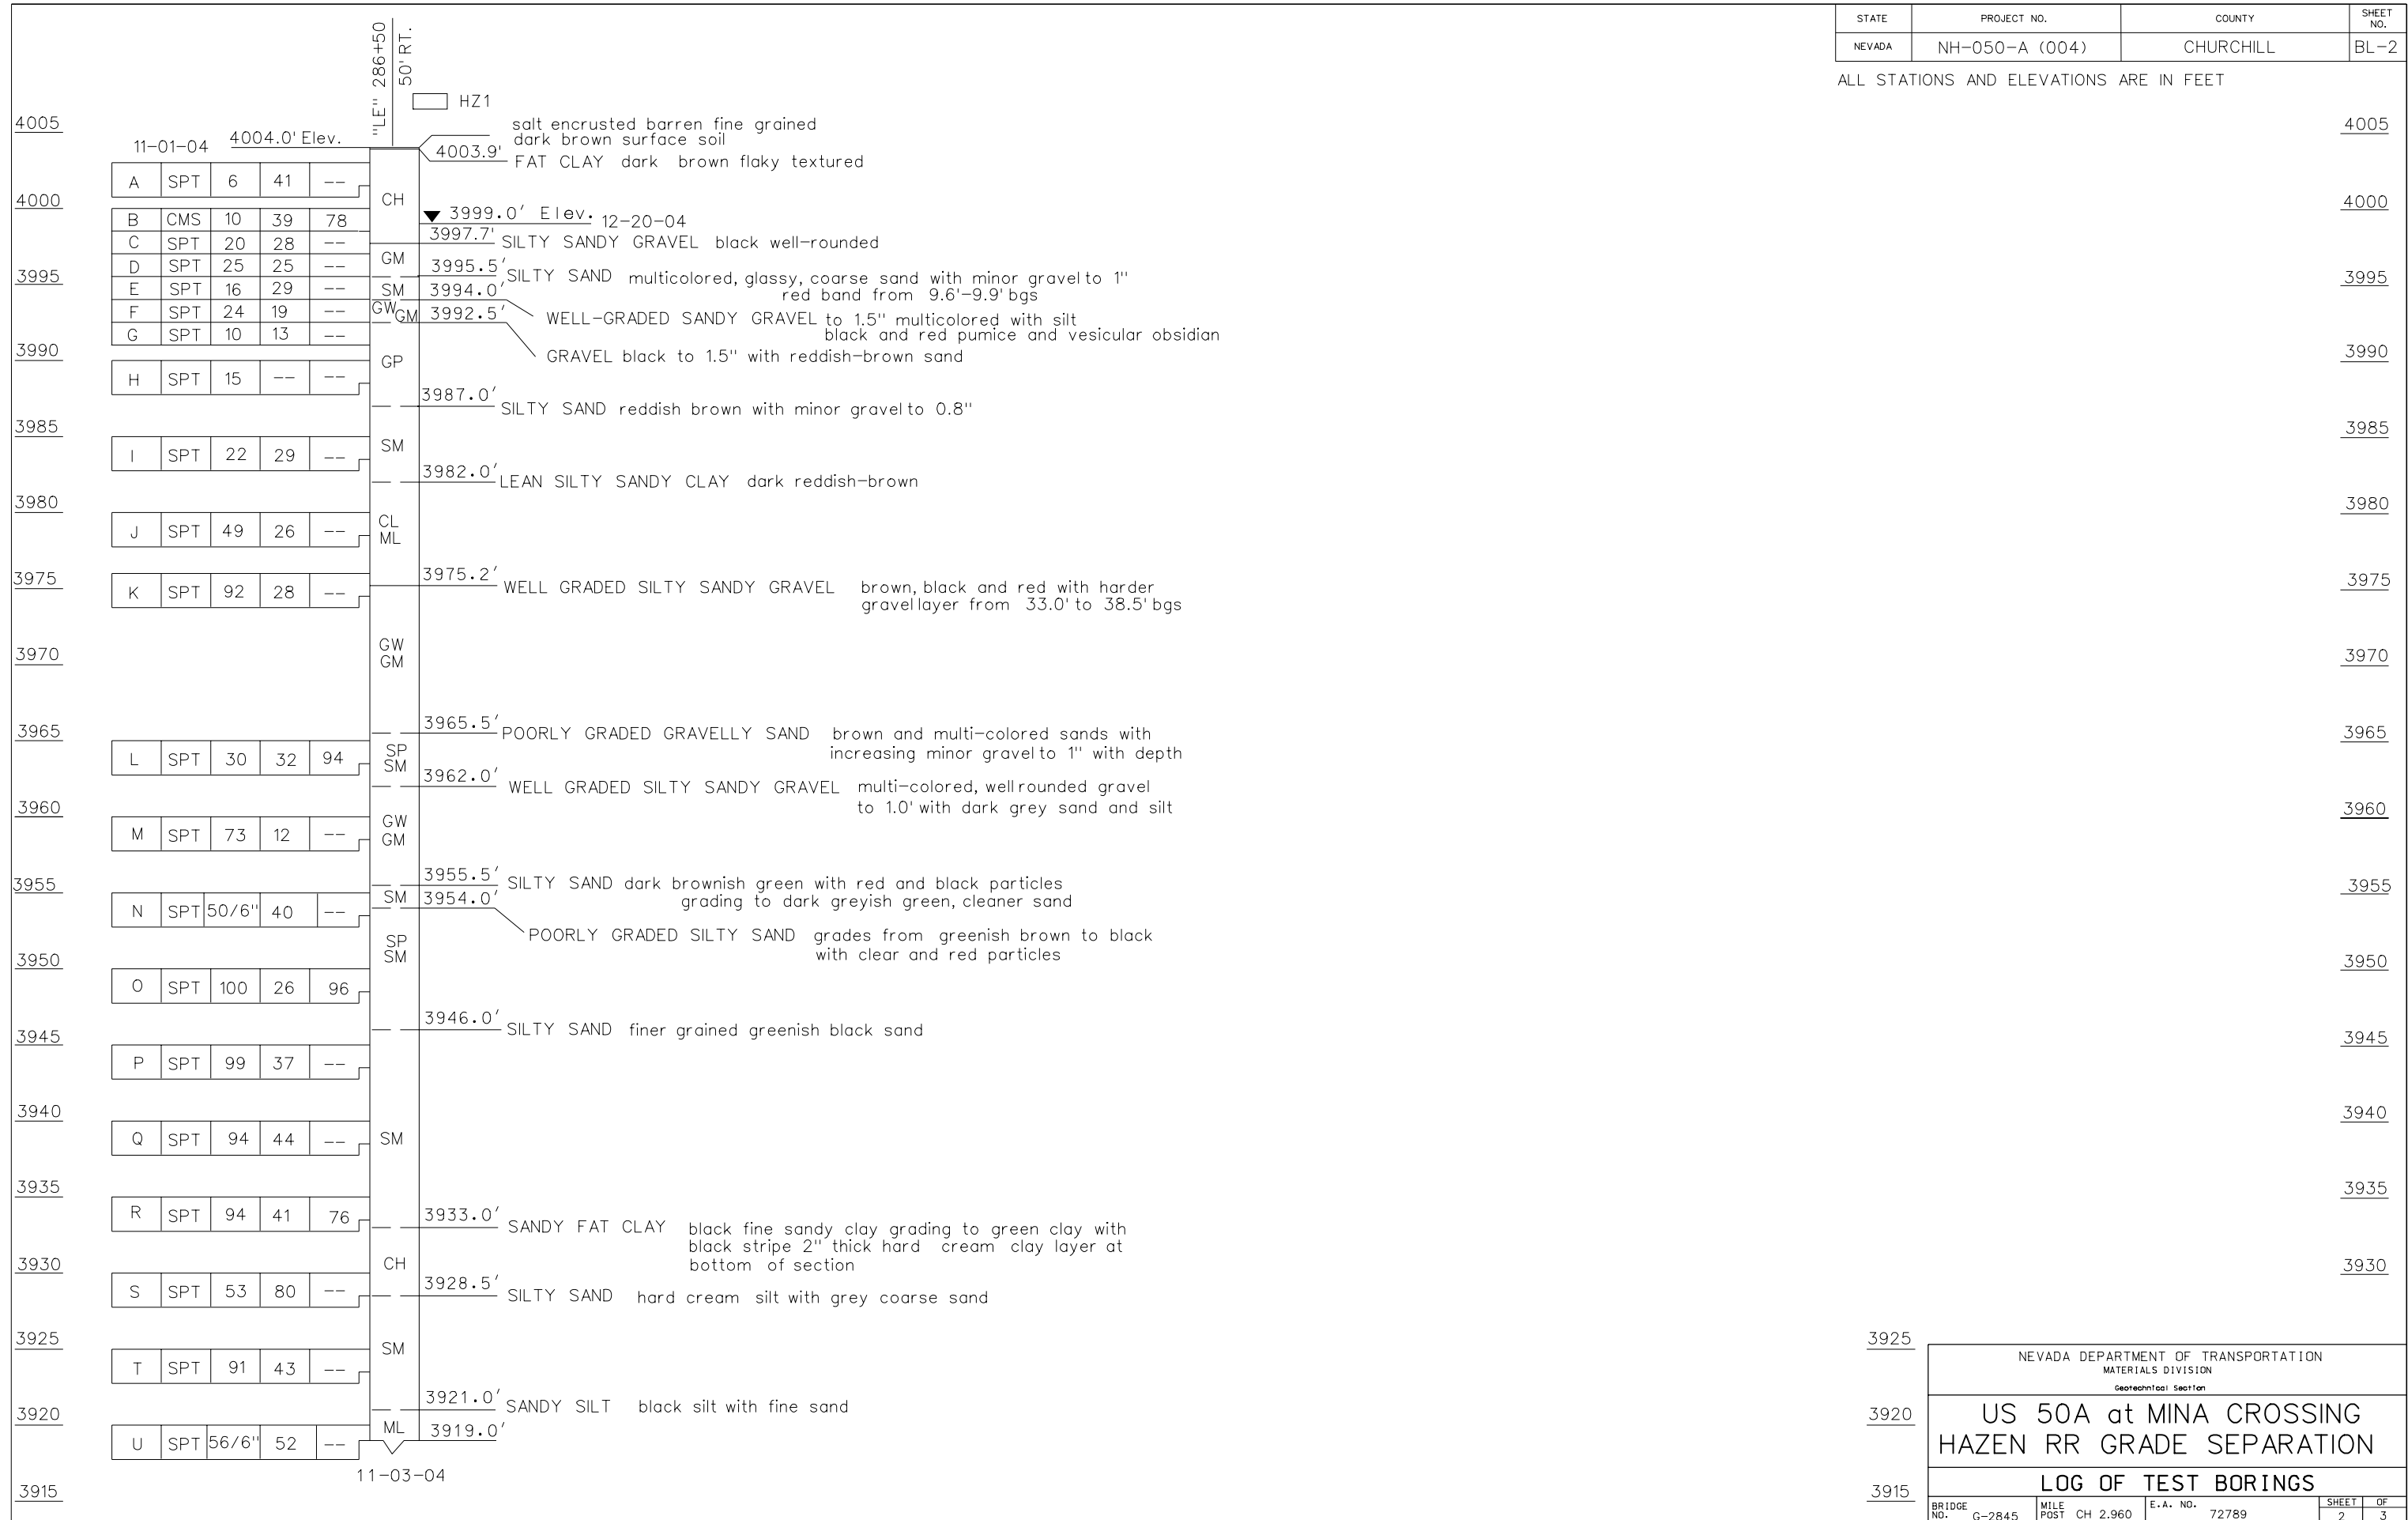 STATE PROJECT NO. COUNTY SHEET NO.
NEVADA NH-050-A (004) CHURCHILL BL-2
ALL STATIONS AND ELEVATIONS ARE IN FEET
"LE" 286+50
50' RT.
HZ1
4005 4005
11-01-04 4004.0' Elev.
salt encrusted barren fine grained
dark brown surface soil
4003.9' FAT CLAY dark brown flaky textured
A SPT 6 41 --
CH
4000 4000
B CMS 10 39 78
3999.0' Elev. 12-20-04
C SPT 20 28 --
3997.7' SILTY SANDY GRAVEL black well-rounded
GM
D SPT 25 25 --
3995.5' SILTY SAND multicolored, glassy, coarse sand with minor gravel to 1"
red band from 9.6'-9.9' bgs
3995 3995
E SPT 16 29 --
SM 3994.0'
WELL-GRADED SANDY GRAVEL to 1.5" multicolored with silt
black and red pumice and vesicular obsidian
F SPT 24 19 --
GW GM 3992.5'
GRAVEL black to 1.5" with reddish-brown sand
G SPT 10 13 --
3990 3990
GP
H SPT 15 -- --
3987.0' SILTY SAND reddish brown with minor gravel to 0.8"
3985 3985
SM
I SPT 22 29 --
3982.0' LEAN SILTY SANDY CLAY dark reddish-brown
3980 3980
CL
ML
J SPT 49 26 --
3975 3975
3975.2' WELL GRADED SILTY SANDY GRAVEL brown, black and red with harder
gravel layer from 33.0' to 38.5' bgs
K SPT 92 28 --
GW
GM
3970 3970
3965 3965
3965.5' POORLY GRADED GRAVELLY SAND brown and multi-colored sands with
increasing minor gravel to 1" with depth
SP
SM
L SPT 30 32 94
3962.0' WELL GRADED SILTY SANDY GRAVEL multi-colored, well rounded gravel
to 1.0' with dark grey sand and silt
3960 3960
GW
GM
M SPT 73 12 --
3955 3955
3955.5' SILTY SAND dark brownish green with red and black particles
grading to dark greyish green, cleaner sand
SM 3954.0'
N SPT 50/6" 40 --
POORLY GRADED SILTY SAND grades from greenish brown to black
with clear and red particles
SP
SM
3950 3950
O SPT 100 26 96
3946.0' SILTY SAND finer grained greenish black sand
3945 3945
P SPT 99 37 --
3940 3940
Q SPT 94 44 --
SM
3935 3935
R SPT 94 41 76
3933.0' SANDY FAT CLAY black fine sandy clay grading to green clay with
black stripe 2" thick hard cream clay layer at
bottom of section
CH
3930 3930
S SPT 53 80 --
3928.5' SILTY SAND hard cream silt with grey coarse sand
3925 3925
SM
T SPT 91 43 --
3921.0' SANDY SILT black silt with fine sand
3920 3920
ML 3919.0'
U SPT 56/6" 52 --
11-03-04
3915 3915
NEVADA DEPARTMENT OF TRANSPORTATION
MATERIALS DIVISION
Geotechnical Section
US 50A at MINA CROSSING
HAZEN RR GRADE SEPARATION
LOG OF TEST BORINGS
BRIDGE NO. G-2845 MILE POST CH 2.960 E.A. NO. 72789 SHEET 2 OF 3